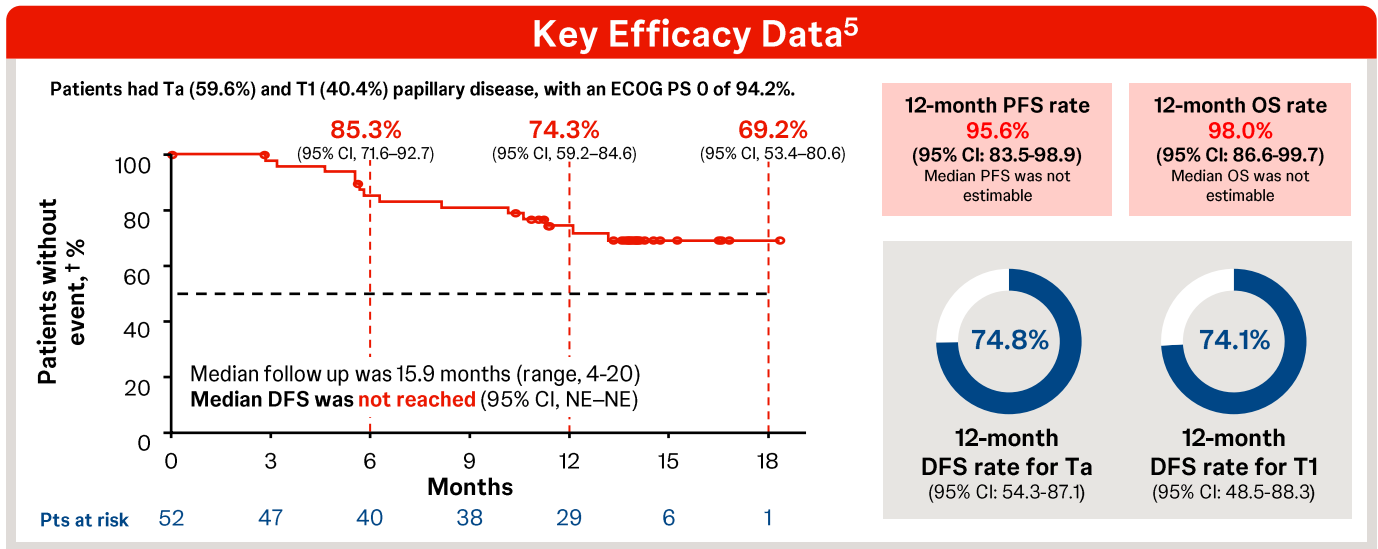 Key Efficacy Data5
Patients had Ta (59.6%) and T1 (40.4%) papillary disease, with an ECOG PS 0 of 94.2%.
85.3%
(95% CI, 71.6–92.7)
74.3%
(95% CI, 59.2–84.6)
69.2%
(95% CI, 53.4–80.6)
Patients without
event,† %
100
80
60
40
20
0
Median follow up was 15.9 months (range, 4-20)
Median DFS was not reached (95% CI, NE–NE)
0 3 6 9 12 15 18
Months
Pts at risk 52 47 40 38 29 6 1
12-month PFS rate
95.6%
(95% CI: 83.5-98.9)
Median PFS was not
estimable
12-month OS rate
98.0%
(95% CI: 86.6-99.7)
Median OS was not
estimable
74.8%
12-month
DFS rate for Ta
(95% CI: 54.3-87.1)
74.1%
12-month
DFS rate for T1
(95% CI: 48.5-88.3)